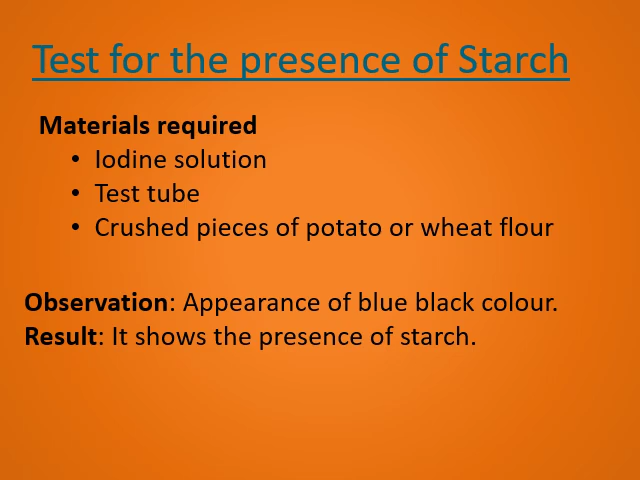 Test for the presence of Starch
Materials required
• Iodine solution
• Test tube
• Crushed pieces of potato or wheat flour
Observation: Appearance of blue black colour.
Result: It shows the presence of starch.